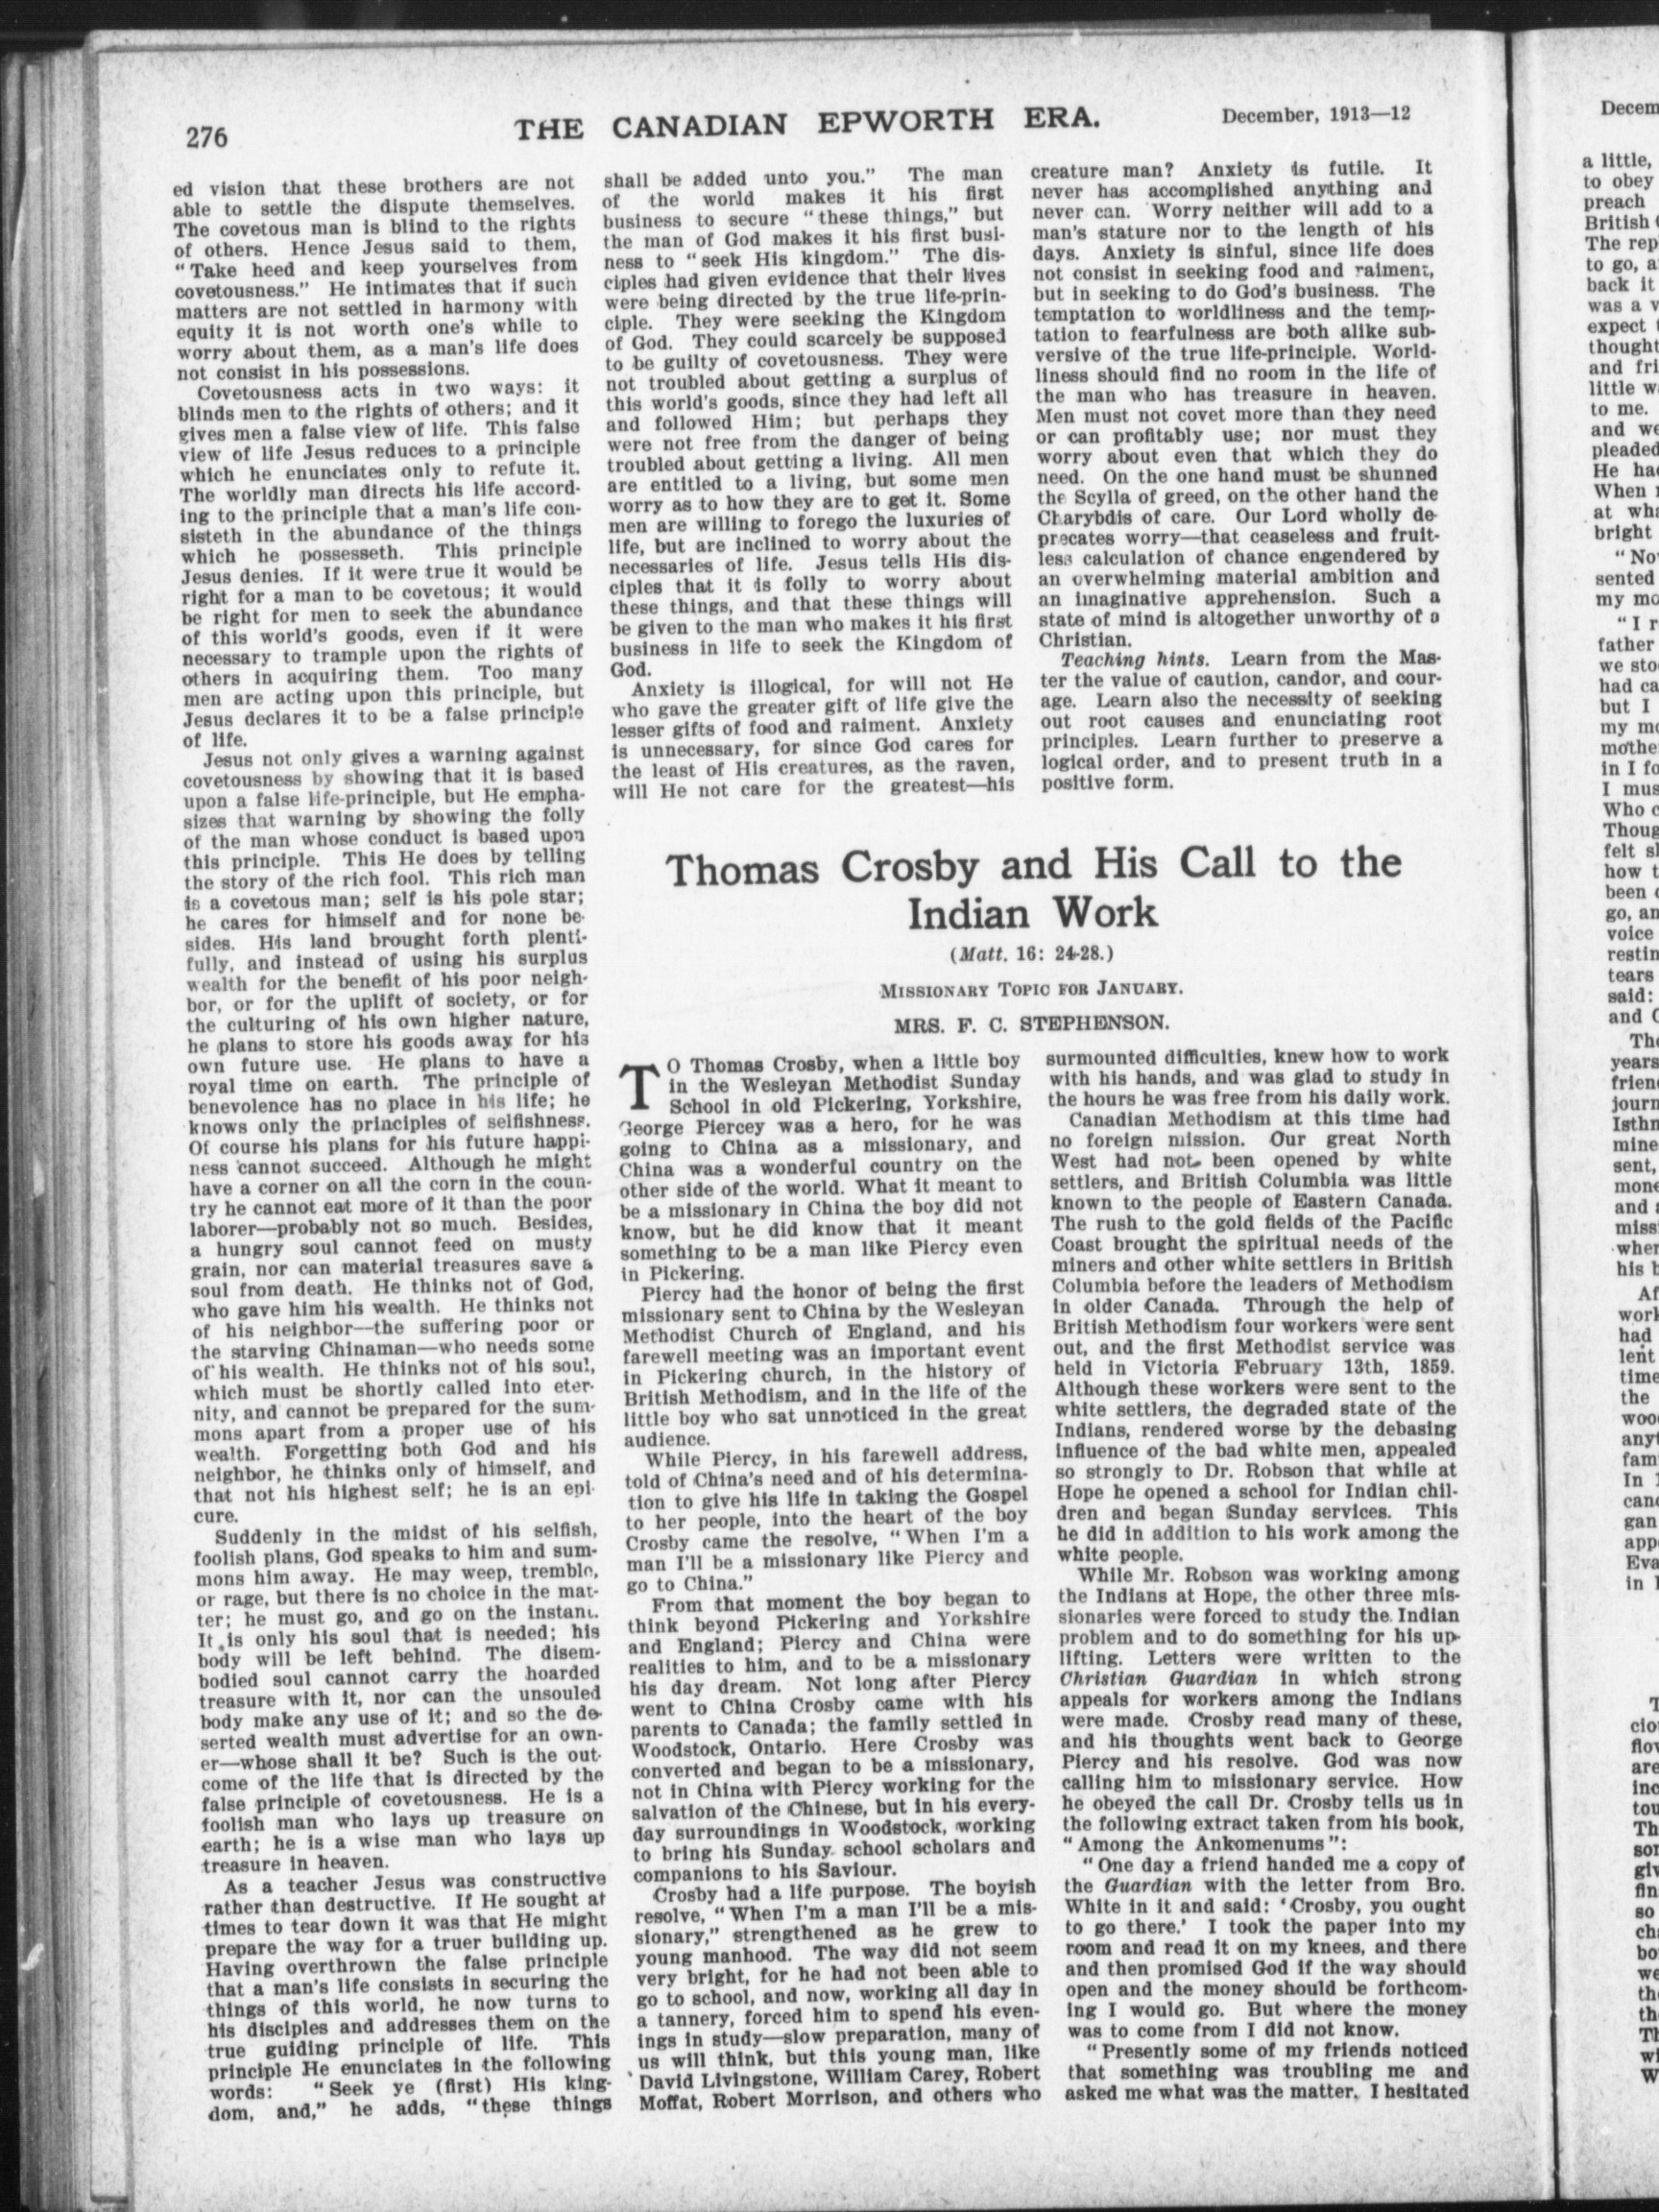 276
THE CANADIAN EPWORTH ERA.
December, 1913—12
ed vision that these brothers are not
able to settle the dispute themselves.
The covetous man is blind to the rights
of others. Hence Jesus said to them,
"Take heed and keep yourselves from
covetousness." He intimates that if such
matters are not settled in harmony with
equity it is not worth one's while to
worry about them, as a man's life does
not consist in his possessions.
Covetousness acts in two ways: it
blinds men to the rights of others; and it
gives men a false view of life. This false
view of life Jesus reduces to a principle
which he enunciates only to refute it.
The worldly man directs his life accord-
ing to the principle that a man's life con-
sisteth in the abundance of the things
which he possesseth. This principle
Jesus denies. If it were true it would be
right for a man to be covetous; it would
be right for men to seek the abundance
of this world's goods, even if it were
necessary to trample upon the rights of
others in acquiring them. Too many
men are acting upon this principle, but
Jesus declares it to be a false principle
of life.
Jesus not only gives a warning against
covetousness by showing that it is based
upon a false life-principle, but He empha-
sizes that warning by showing the folly
of the man whose conduct is based upon
this principle. This He does by telling
the story of the rich fool. This rich man
is a covetous man; self is his pole star;
he cares for himself and for none be-
sides. His land brought forth plenti-
fully, and instead of using his surplus
wealth for the benefit of his poor neigh-
bor, or for the uplift of society, or for
the culturing of his own higher nature,
he plans to store his goods away for his
own future use. He plans to have a
royal time on earth. The principle of
benevolence has no place in his life; he
knows only the principles of selfishness.
Of course his plans for his future happi-
ness cannot succeed. Although he might
have a corner on all the corn in the coun-
try he cannot eat more of it than the poor
laborer—probably not so much. Besides,
a hungry soul cannot feed on musty
grain, nor can material treasures save a
soul from death. He thinks not of God,
who gave him his wealth. He thinks not
of his neighbor—the suffering poor or
the starving Chinaman—who needs some
of his wealth. He thinks not of his soul,
which must be shortly called into eter-
nity, and cannot be prepared for the sum-
mons apart from a proper use of his
wealth. Forgetting both God and his
neighbor, he thinks only of himself, and
that not his highest self; he is an epi-
cure.
Suddenly in the midst of his selfish,
foolish plans, God speaks to him and sum-
mons him away. He may weep, tremble,
or rage, but there is no choice in the mat-
ter; he must go, and go on the instant.
It is only his soul that is needed; his
body will be left behind. The disem-
bodied soul cannot carry the hoarded
treasure with it, nor can the unsouled
body make any use of it; and so the de-
serted wealth must advertise for an own-
er—whose shall it be? Such is the out-
come of the life that is directed by the
false principle of covetousness. He is a
foolish man who lays up treasure on
earth; he is a wise man who lays up
treasure in heaven.
As a teacher Jesus was constructive
rather than destructive. If He sought at
times to tear down it was that He might
prepare the way for a truer building up.
Having overthrown the false principle
that a man's life consists in securing the
things of this world, he now turns to
his disciples and addresses them on the
true guiding principle of life. This
principle He enunciates in the following
words: "Seek ye (first) His king-
dom, and," he adds, "these things
shall be added unto you." The man
of the world makes it his first
business to secure "these things," but
the man of God makes it his first busi-
ness to "seek His kingdom." The dis-
ciples had given evidence that their lives
were being directed by the true life-prin-
ciple. They were seeking the Kingdom
of God. They could scarcely be supposed
to be guilty of covetousness. They were
not troubled about getting a surplus of
this world's goods, since they had left all
and followed Him; but perhaps they
were not free from the danger of being
troubled about getting a living. All men
are entitled to a living, but some men
worry as to how they are to get it. Some
men are willing to forego the luxuries of
life, but are inclined to worry about the
necessaries of life. Jesus tells His dis-
ciples that it is folly to worry about
these things, and that these things will
be given to the man who makes it his first
business in life to seek the Kingdom of
God.
Anxiety is illogical, for will not He
who gave the greater gift of life give the
lesser gifts of food and raiment. Anxiety
is unnecessary, for since God cares for
the least of His creatures, as the raven,
will He not care for the greatest—his
creature man? Anxiety is futile. It
never has accomplished anything and
never can. Worry neither will add to a
man's stature nor to the length of his
days. Anxiety is sinful, since life does
not consist in seeking food and raiment,
but in seeking to do God's business. The
temptation to worldliness and the temp-
tation to fearfulness are both alike sub-
versive of the true life-principle. World-
liness should find no room in the life of
the man who has treasure in heaven.
Men must not covet more than they need
or can profitably use; nor must they
worry about even that which they do
need. On the one hand must be shunned
the Scylla of greed, on the other hand the
Charybdis of care. Our Lord wholly de-
precates worry—that ceaseless and fruit-
less calculation of chance engendered by
an overwhelming material ambition and
an imaginative apprehension. Such a
state of mind is altogether unworthy of a
Christian.
Teaching hints. Learn from the Mas-
ter the value of caution, candor, and cour-
age. Learn also the necessity of seeking
out root causes and enunciating root
principles. Learn further to preserve a
logical order, and to present truth in a
positive form.
Thomas Crosby and His Call to the
Indian Work
(Matt. 16: 24-28.)
MISSIONARY TOPIC FOR JANUARY.
MRS. F. C. STEPHENSON.
TO Thomas Crosby, when a little boy
in the Wesleyan Methodist Sunday
School in old Pickering, Yorkshire,
George Piercey was a hero, for he was
going to China as a missionary, and
China was a wonderful country on the
other side of the world. What it meant to
be a missionary in China the boy did not
know, but he did know that it meant
something to be a man like Piercy even
in Pickering.
Piercy had the honor of being the first
missionary sent to China by the Wesleyan
Methodist Church of England, and his
farewell meeting was an important event
in Pickering church, in the history of
British Methodism, and in the life of the
little boy who sat unnoticed in the great
audience.
While Piercy, in his farewell address,
told of China's need and of his determina-
tion to give his life in taking the Gospel
to her people, into the heart of the boy
Crosby came the resolve, "When I'm a
man I'll be a missionary like Piercy and
go to China."
From that moment the boy began to
think beyond Pickering and Yorkshire
and England; Piercy and China were
realities to him, and to be a missionary
his day dream. Not long after Piercy
went to China Crosby came with his
parents to Canada; the family settled in
Woodstock, Ontario. Here Crosby was
converted and began to be a missionary,
not in China with Piercy working for the
salvation of the Chinese, but in his every-
day surroundings in Woodstock, working
to bring his Sunday school scholars and
companions to his Saviour.
Crosby had a life purpose. The boyish
resolve, "When I'm a man I'll be a mis-
sionary," strengthened as he grew to
young manhood. The way did not seem
very bright, for he had not been able to
go to school, and now, working all day in
a tannery, forced him to spend his even-
ings in study—slow preparation, many of
us will think, but this young man, like
David Livingstone, William Carey, Robert
Moffat, Robert Morrison, and others who
surmounted difficulties, knew how to work
with his hands, and was glad to study in
the hours he was free from his daily work.
Canadian Methodism at this time had
no foreign mission. Our great North
West had not been opened by white
settlers, and British Columbia was little
known to the people of Eastern Canada.
The rush to the gold fields of the Pacific
Coast brought the spiritual needs of the
miners and other white settlers in British
Columbia before the leaders of Methodism
in older Canada. Through the help of
British Methodism four workers were sent
out, and the first Methodist service was
held in Victoria February 13th, 1859.
Although these workers were sent to the
white settlers, the degraded state of the
Indians, rendered worse by the debasing
influence of the bad white men, appealed
so strongly to Dr. Robson that while at
Hope he opened a school for Indian chil-
dren and began Sunday services. This
he did in addition to his work among the
white people.
While Mr. Robson was working among
the Indians at Hope, the other three mis-
sionaries were forced to study the Indian
problem and to do something for his up-
lifting. Letters were written to the
Christian Guardian in which strong
appeals for workers among the Indians
were made. Crosby read many of these,
and his thoughts went back to George
Piercy and his resolve. God was now
calling him to missionary service. How
he obeyed the call Dr. Crosby tells us in
the following extract taken from his book,
"Among the Ankomenums":
"One day a friend handed me a copy of
the Guardian with the letter from Bro.
White in it and said: 'Crosby, you ought
to go there.' I took the paper into my
room and read it on my knees, and there
and then promised God if the way should
open and the money should be forthcom-
ing I would go. But where the money
was to come from I did not know.
"Presently some of my friends noticed
that something was troubling me and
asked me what was the matter. I hesitated